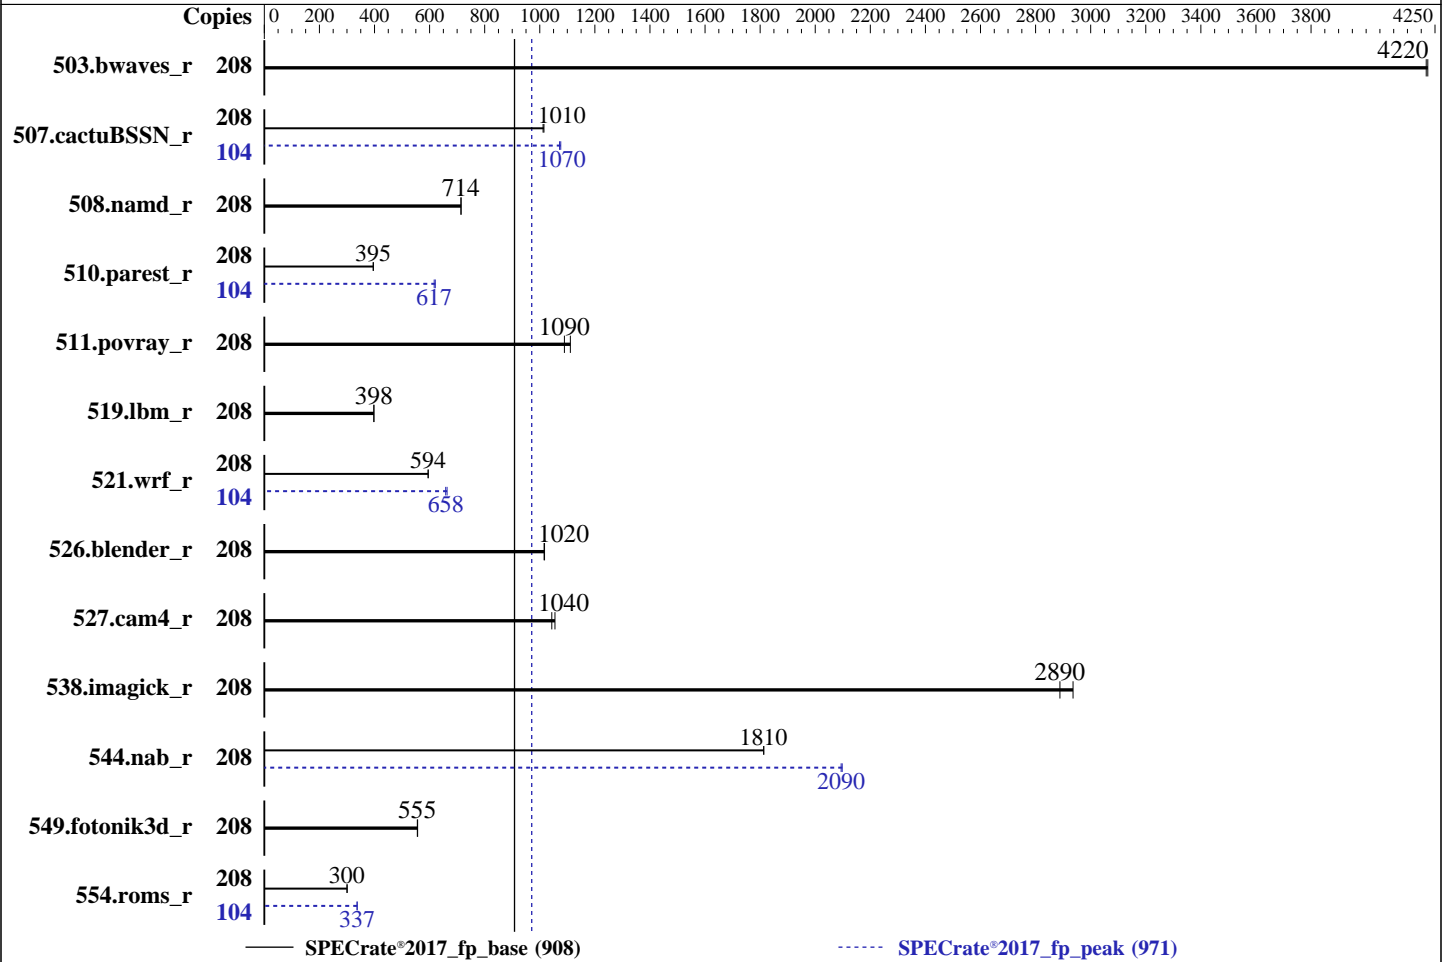 Copies 0 200 400 600 800 1000 1200 1400 1600 1800 2000 2200 2400 2600 2800 3000 3200 3400 3600 3800 4250
503.bwaves_r 208 4220
507.cactuBSSN_r 208 1010
104 1070
508.namd_r 208 714
510.parest_r 208 395
104 617
511.povray_r 208 1090
519.lbm_r 208 398
521.wrf_r 208 594
104 658
526.blender_r 208 1020
527.cam4_r 208 1040
538.imagick_r 208 2890
544.nab_r 208 1810
2090
549.fotonik3d_r 208 555
554.roms_r 208 300
104 337
SPECrate®2017_fp_base (908) SPECrate®2017_fp_peak (971)